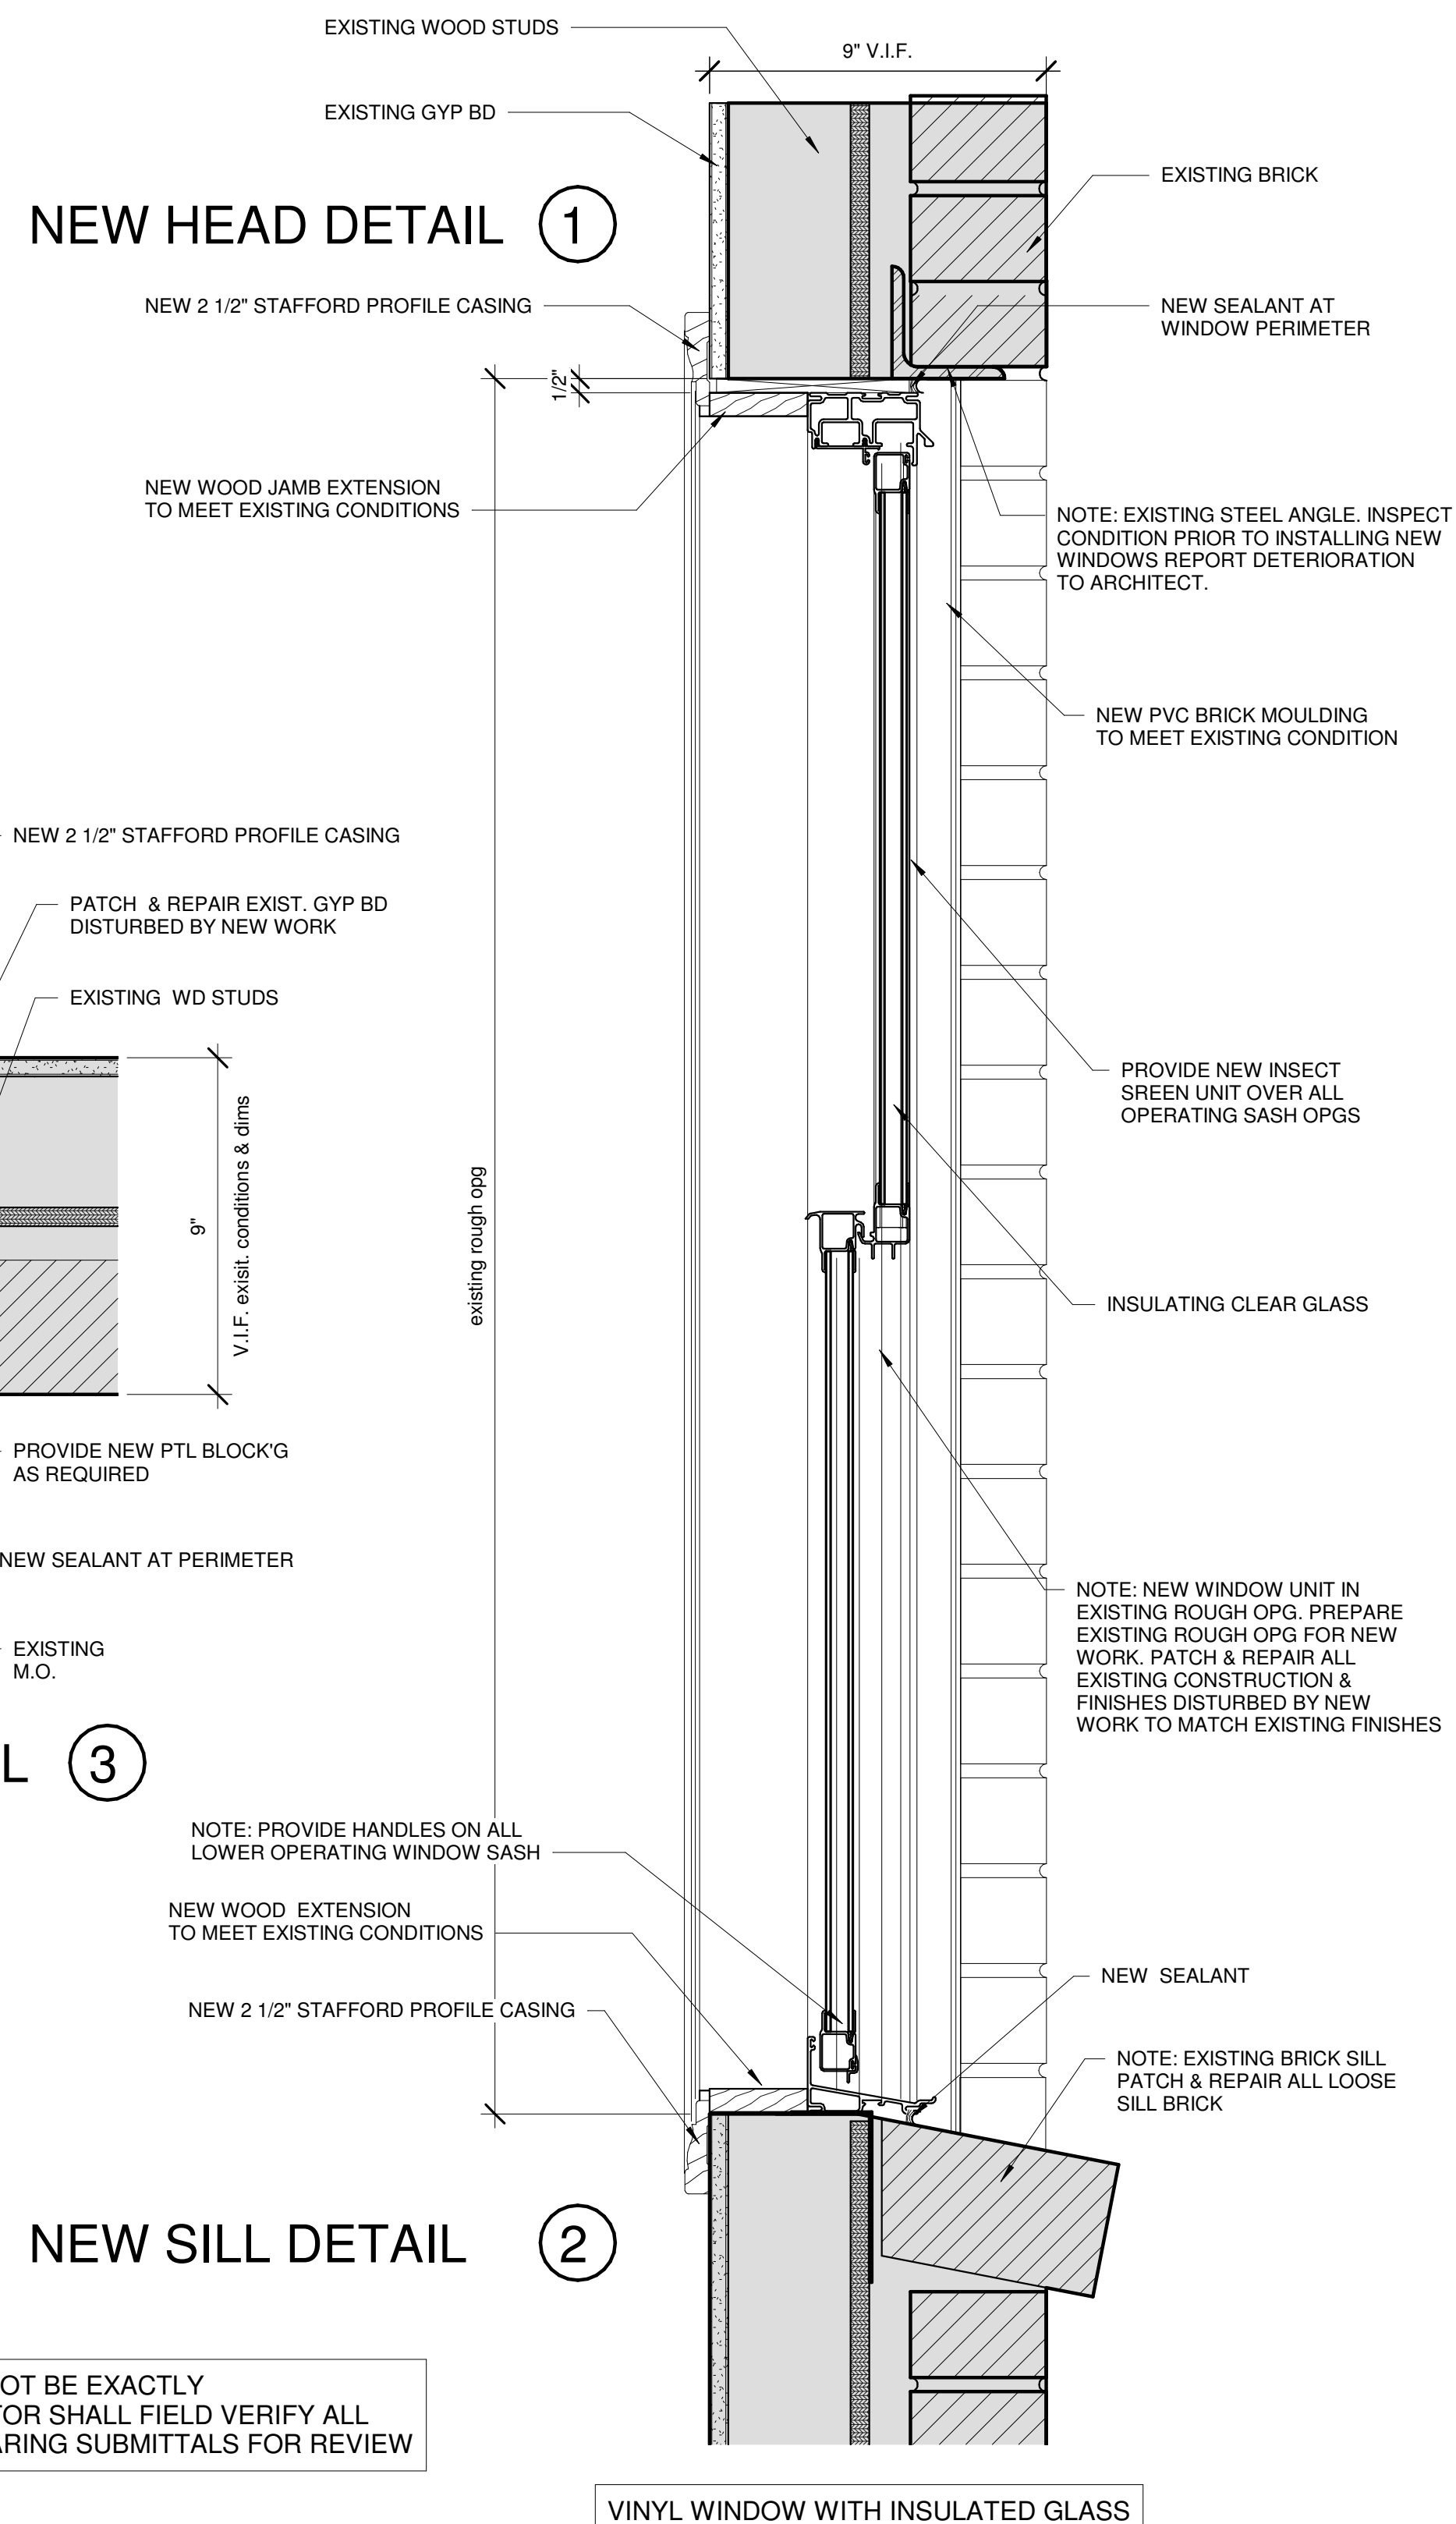 EXISTING WOOD STUDS
9" V.I.F.
EXISTING GYP BD
EXISTING BRICK
NEW HEAD DETAIL 1
NEW 2 1/2" STAFFORD PROFILE CASING
NEW SEALANT AT
WINDOW PERIMETER
1/2"
NEW WOOD JAMB EXTENSION
TO MEET EXISTING CONDITIONS
NOTE: EXISTING STEEL ANGLE. INSPECT
CONDITION PRIOR TO INSTALLING NEW
WINDOWS REPORT DETERIORATION
TO ARCHITECT.
NEW PVC BRICK MOULDING
TO MEET EXISTING CONDITION
NEW 2 1/2" STAFFORD PROFILE CASING
PATCH & REPAIR EXIST. GYP BD
DISTURBED BY NEW WORK
EXISTING WD STUDS
9"
V.I.F. exisit. conditions & dims
existing rough opg
PROVIDE NEW INSECT
SREEN UNIT OVER ALL
OPERATING SASH OPGS
INSULATING CLEAR GLASS
PROVIDE NEW PTL BLOCK'G
AS REQUIRED
NEW SEALANT AT PERIMETER
EXISTING
M.O.
NOTE: NEW WINDOW UNIT IN
EXISTING ROUGH OPG. PREPARE
EXISTING ROUGH OPG FOR NEW
WORK. PATCH & REPAIR ALL
EXISTING CONSTRUCTION &
FINISHES DISTURBED BY NEW
WORK TO MATCH EXISTING FINISHES
L 3
NOTE: PROVIDE HANDLES ON ALL
LOWER OPERATING WINDOW SASH
NEW WOOD EXTENSION
TO MEET EXISTING CONDITIONS
NEW 2 1/2" STAFFORD PROFILE CASING
NEW SEALANT
NOTE: EXISTING BRICK SILL
PATCH & REPAIR ALL LOOSE
SILL BRICK
NEW SILL DETAIL 2
OT BE EXACTLY
TOR SHALL FIELD VERIFY ALL
ARING SUBMITTALS FOR REVIEW
VINYL WINDOW WITH INSULATED GLASS